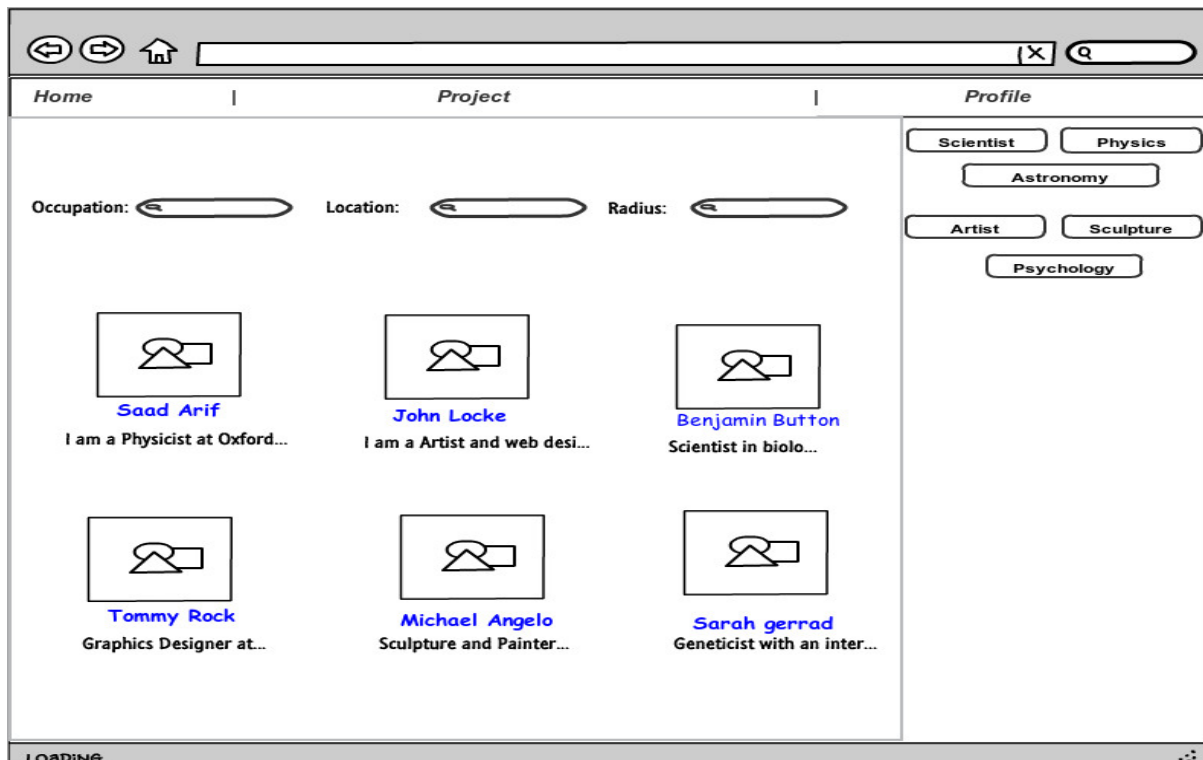 Home | Project | Profile
Scientist Physics
Astronomy
Occupation: Location: Radius:
Artist Sculpture
Psychology
Saad Arif John Locke Benjamin Button
I am a Physicist at Oxford... I am a Artist and web desi... Scientist in biolo...
Tommy Rock Michael Angelo Sarah gerrad
Graphics Designer at... Sculpture and Painter... Geneticist with an inter...
LOADING